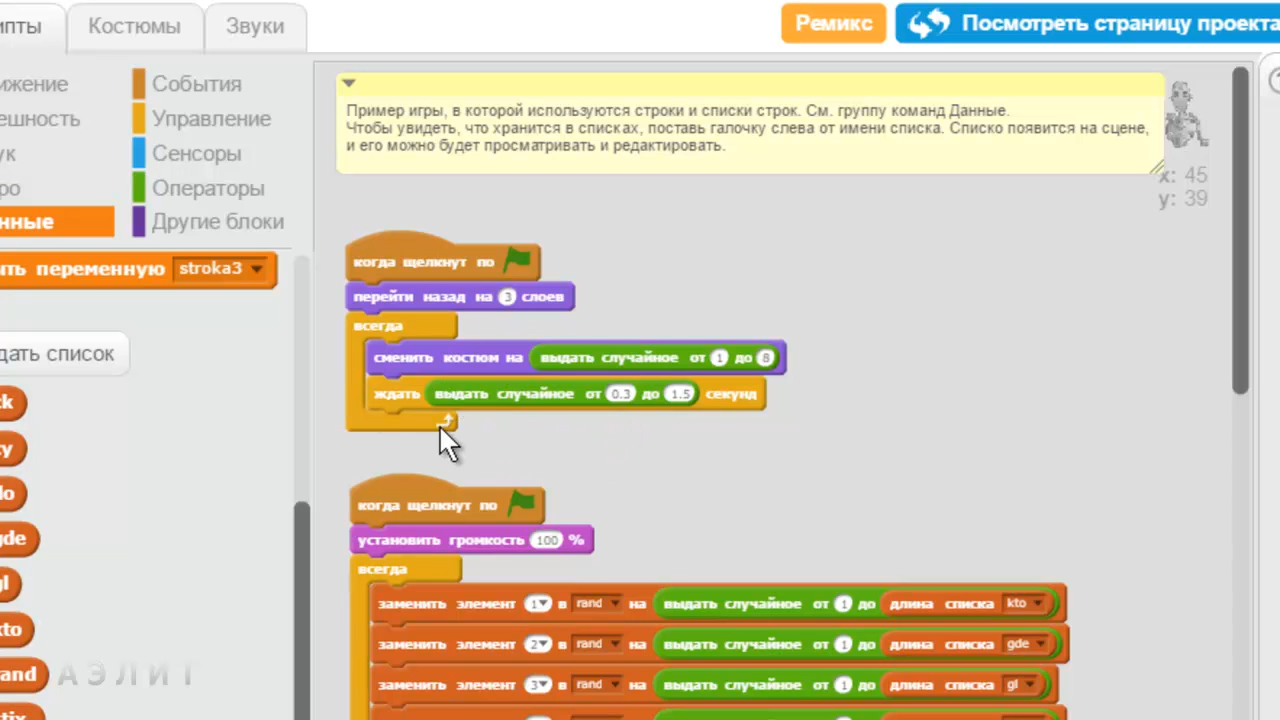 ипты Костюмы Звуки Ремикс Посмотреть страницу проекта
ижение События
ешность Управление
ук Сенсоры
ро Операторы
нные Другие блоки
ть переменную stroka3
дать список
ck
ty
lo
gde
gl
kto
rand
stix
АЭЛИТ
Пример игры, в которой используются строки и списки строк. См. группу команд Данные.
Чтобы увидеть, что хранится в списках, поставь галочку слева от имени списка. Списко появится на сцене,
и его можно будет просматривать и редактировать.
x: 45
y: 39
когда щелкнут по
перейти назад на 3 слоев
всегда
сменить костюм на выдать случайное от 1 до 8
ждать выдать случайное от 0.3 до 1.5 секунд
когда щелкнут по
установить громкость 100 %
всегда
заменить элемент 1 в rand на выдать случайное от 1 до длина списка kto
заменить элемент 2 в rand на выдать случайное от 1 до длина списка gde
заменить элемент 3 в rand на выдать случайное от 1 до длина списка gl